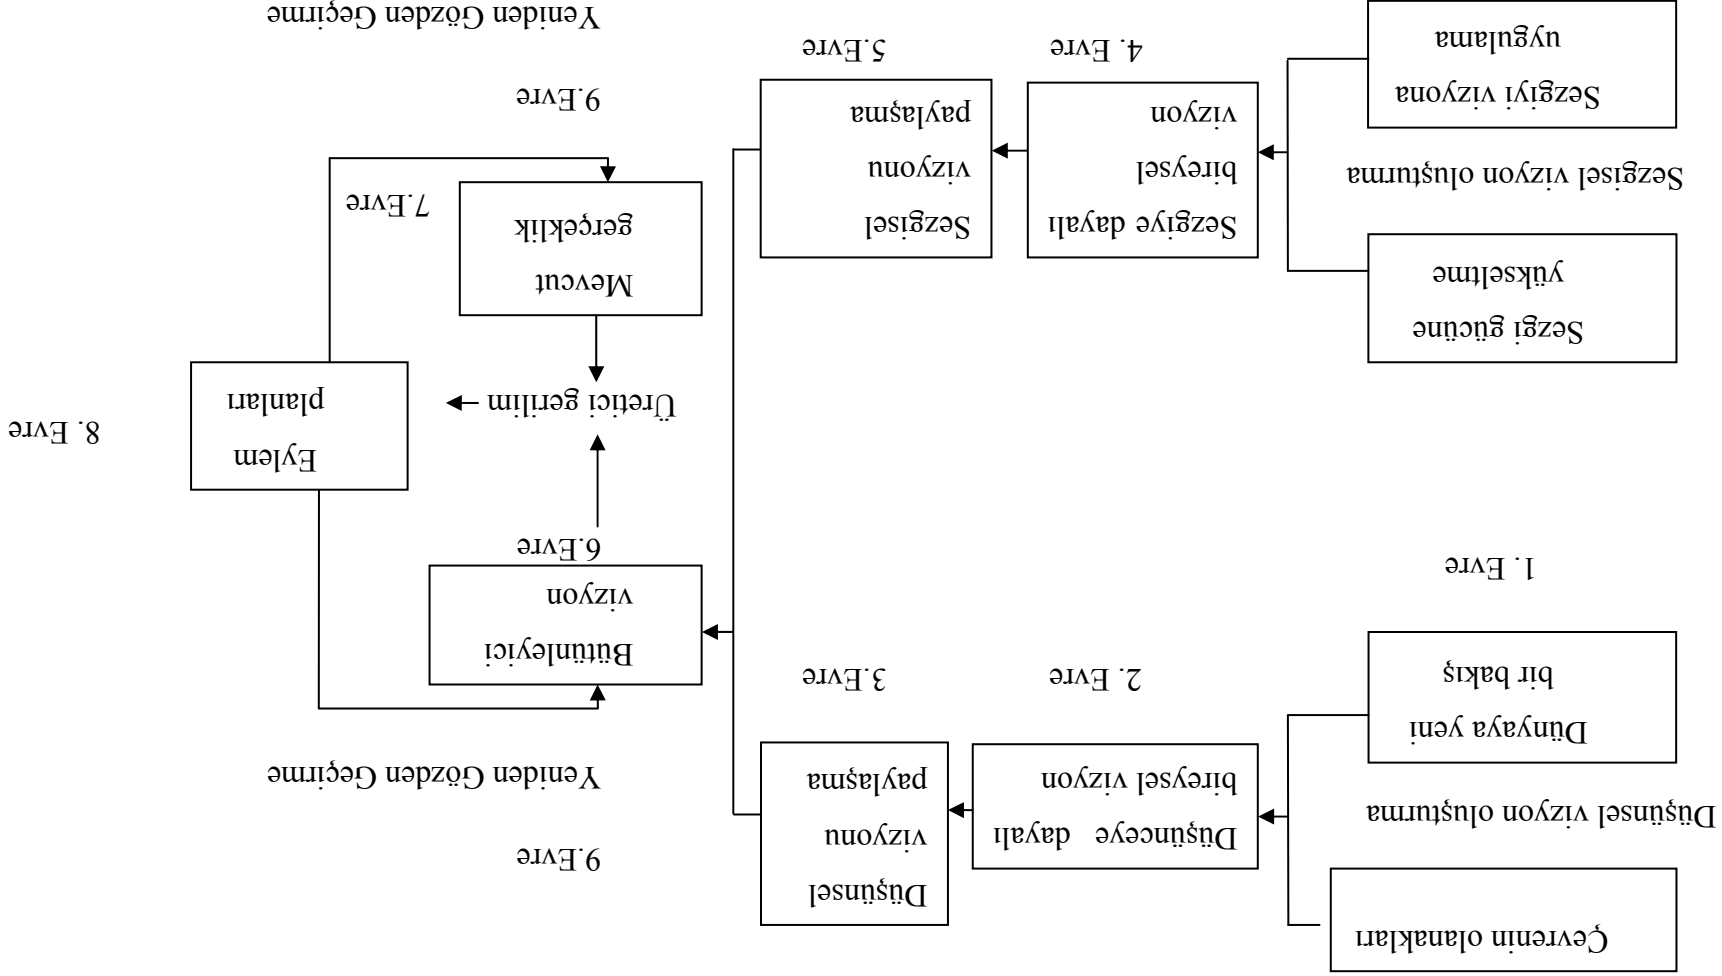 Çevrenin olanakları
Düşünsel vizyon oluşturma
Dünyaya yeni
bir bakış
1. Evre
Düşünceye dayalı
bireysel vizyon
2. Evre
Düşünsel
vizyonu
paylaşma
3.Evre
9.Evre
Yeniden Gözden Geçirme
Bütünleyici
vizyon
6.Evre
Eylem
planları
8. Evre
Üretici gerilim
Mevcut
gerçeklik
7.Evre
Sezgi gücüne
yükseltme
Sezgisel vizyon oluşturma
Sezgiyi vizyona
uygulama
Sezgiye dayalı
bireysel
vizyon
4. Evre
Sezgisel
vizyonu
paylaşma
5.Evre
9.Evre
Yeniden Gözden Geçirme